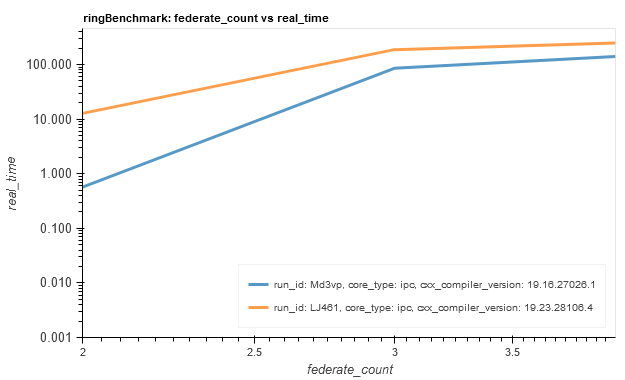 ringBenchmark: federate_count vs real_time
100.000
10.000
1.000
0.100
0.010
0.001
real_time
run_id: Md3vp, core_type: ipc, cxx_compiler_version: 19.16.27026.1
run_id: LJ461, core_type: ipc, cxx_compiler_version: 19.23.28106.4
2
2.5
3
3.5
federate_count